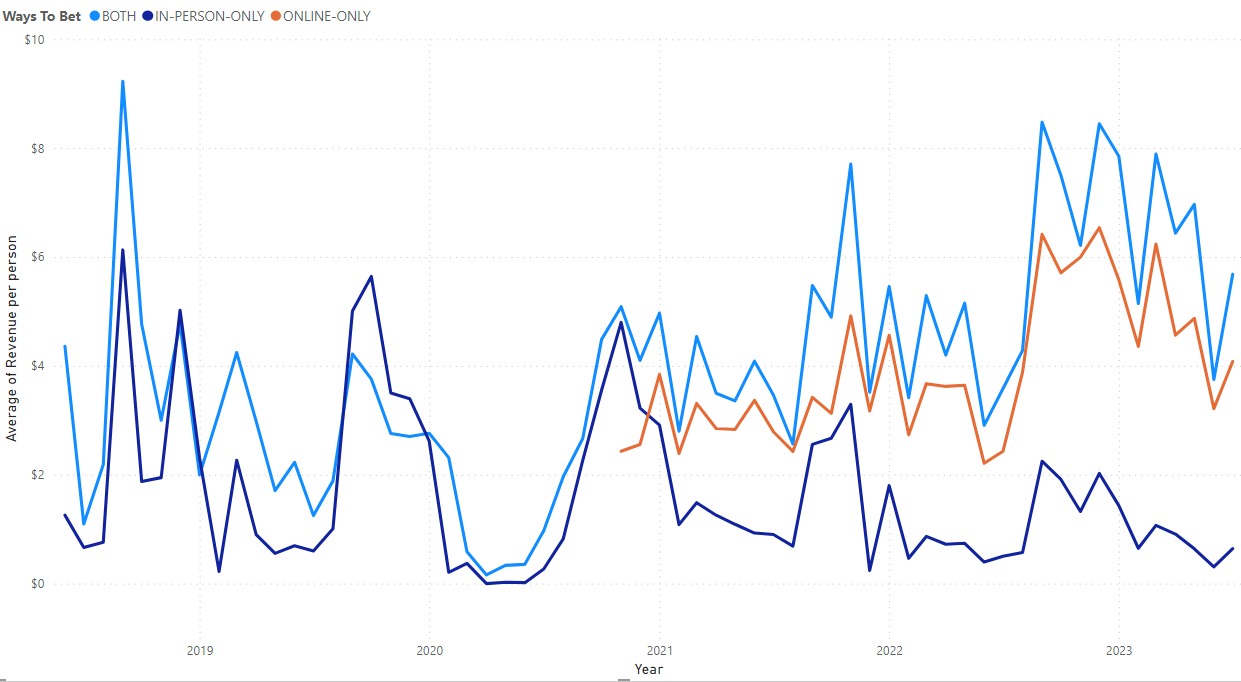 Ways To Bet BOTH IN-PERSON-ONLY ONLINE-ONLY
$10
$8
$6
$4
$2
$0
Average of Revenue per person
2019 2020 2021 2022 2023
Year